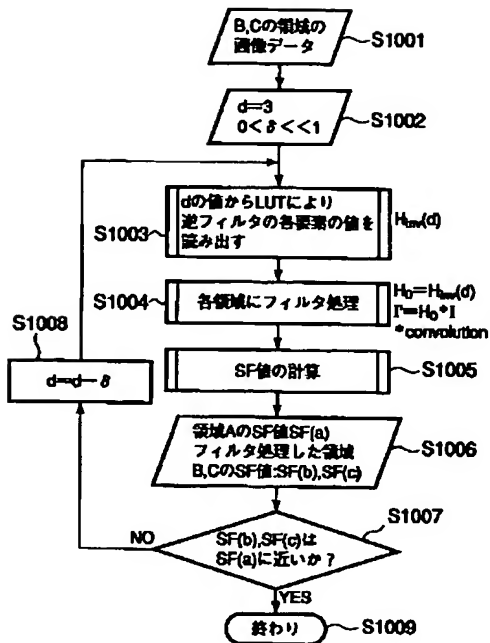 B,Cの領域の
画像データ
S1001
d=3
0<δ<<1
S1002
dの値からLUTにより
逆フィルタの各要素の値を
読み出す
S1003
Hinv(d)
各領域にフィルタ処理
S1004
H0=Hinv(d)
I'=H0*I
*convolution
S1008
d=d-δ
SF値の計算
S1005
領域AのSF値SF(a)
フィルタ処理した領域
B,CのSF値:SF(b),SF(c)
S1006
S1007
SF(b),SF(c)は
SF(a)に近いか?
NO
YES
終わり
S1009